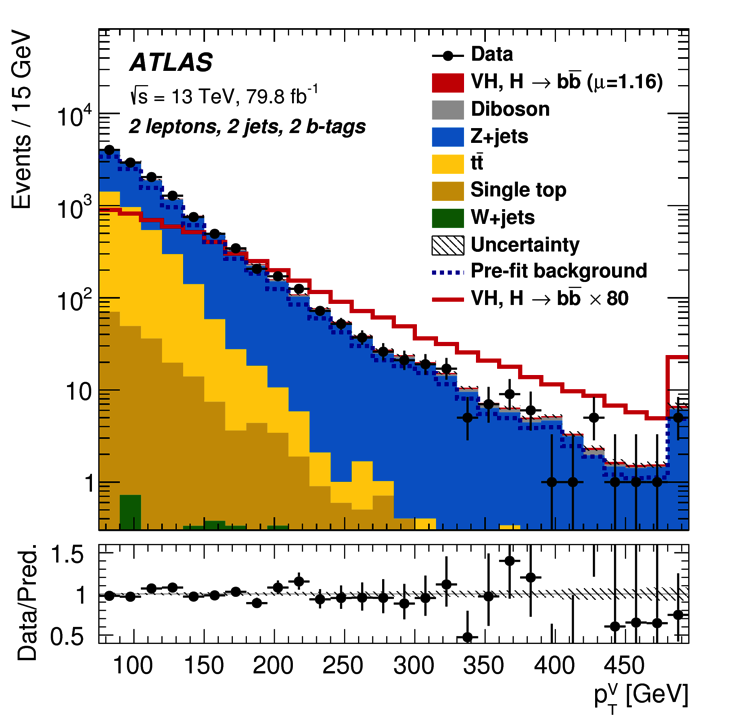 ATLAS
√s = 13 TeV, 79.8 fb⁻¹
2 leptons, 2 jets, 2 b-tags
Data
VH, H → bb̅ (μ=1.16)
Diboson
Z+jets
tt̅
Single top
W+jets
Uncertainty
Pre-fit background
VH, H → bb̅ × 80
Events / 15 GeV
10⁴
10³
10²
10
1
Data/Pred.
1.5
1
0.5
100 150 200 250 300 350 400 450
p_T^V [GeV]